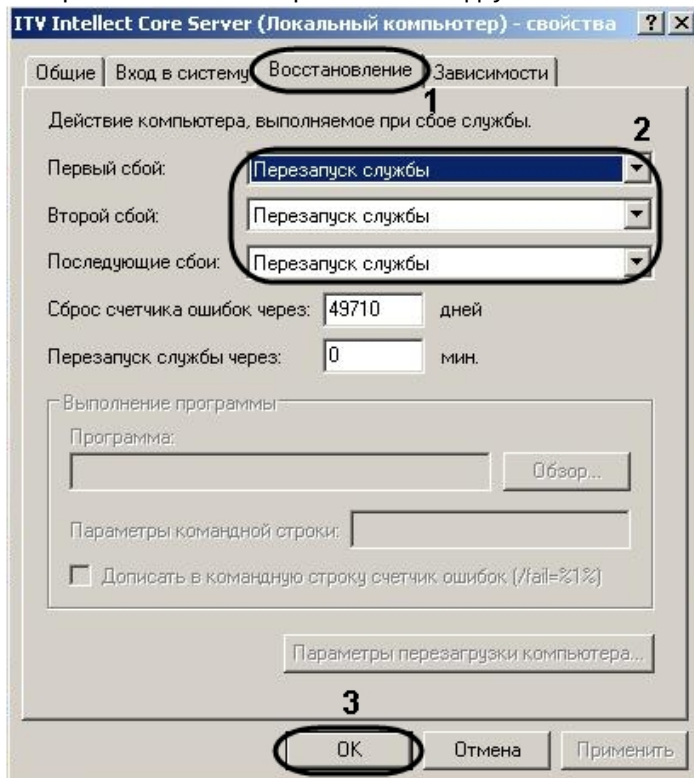 ITV Intellect Core Server (Локальный компьютер) - свойства ? X
Общие Вход в систему Восстановление Зависимости
1
Действие компьютера, выполняемое при сбое службы.
2
Первый сбой: Перезапуск службы
Второй сбой: Перезапуск службы
Последующие сбои: Перезапуск службы
Сброс счетчика ошибок через: 49710 дней
Перезапуск службы через: 0 мин.
Выполнение программы
Программа:
Обзор...
Параметры командной строки:
Дописать в командную строку счетчик ошибок (/fail=%1%)
Параметры перезагрузки компьютера...
3
OK Отмена Применить